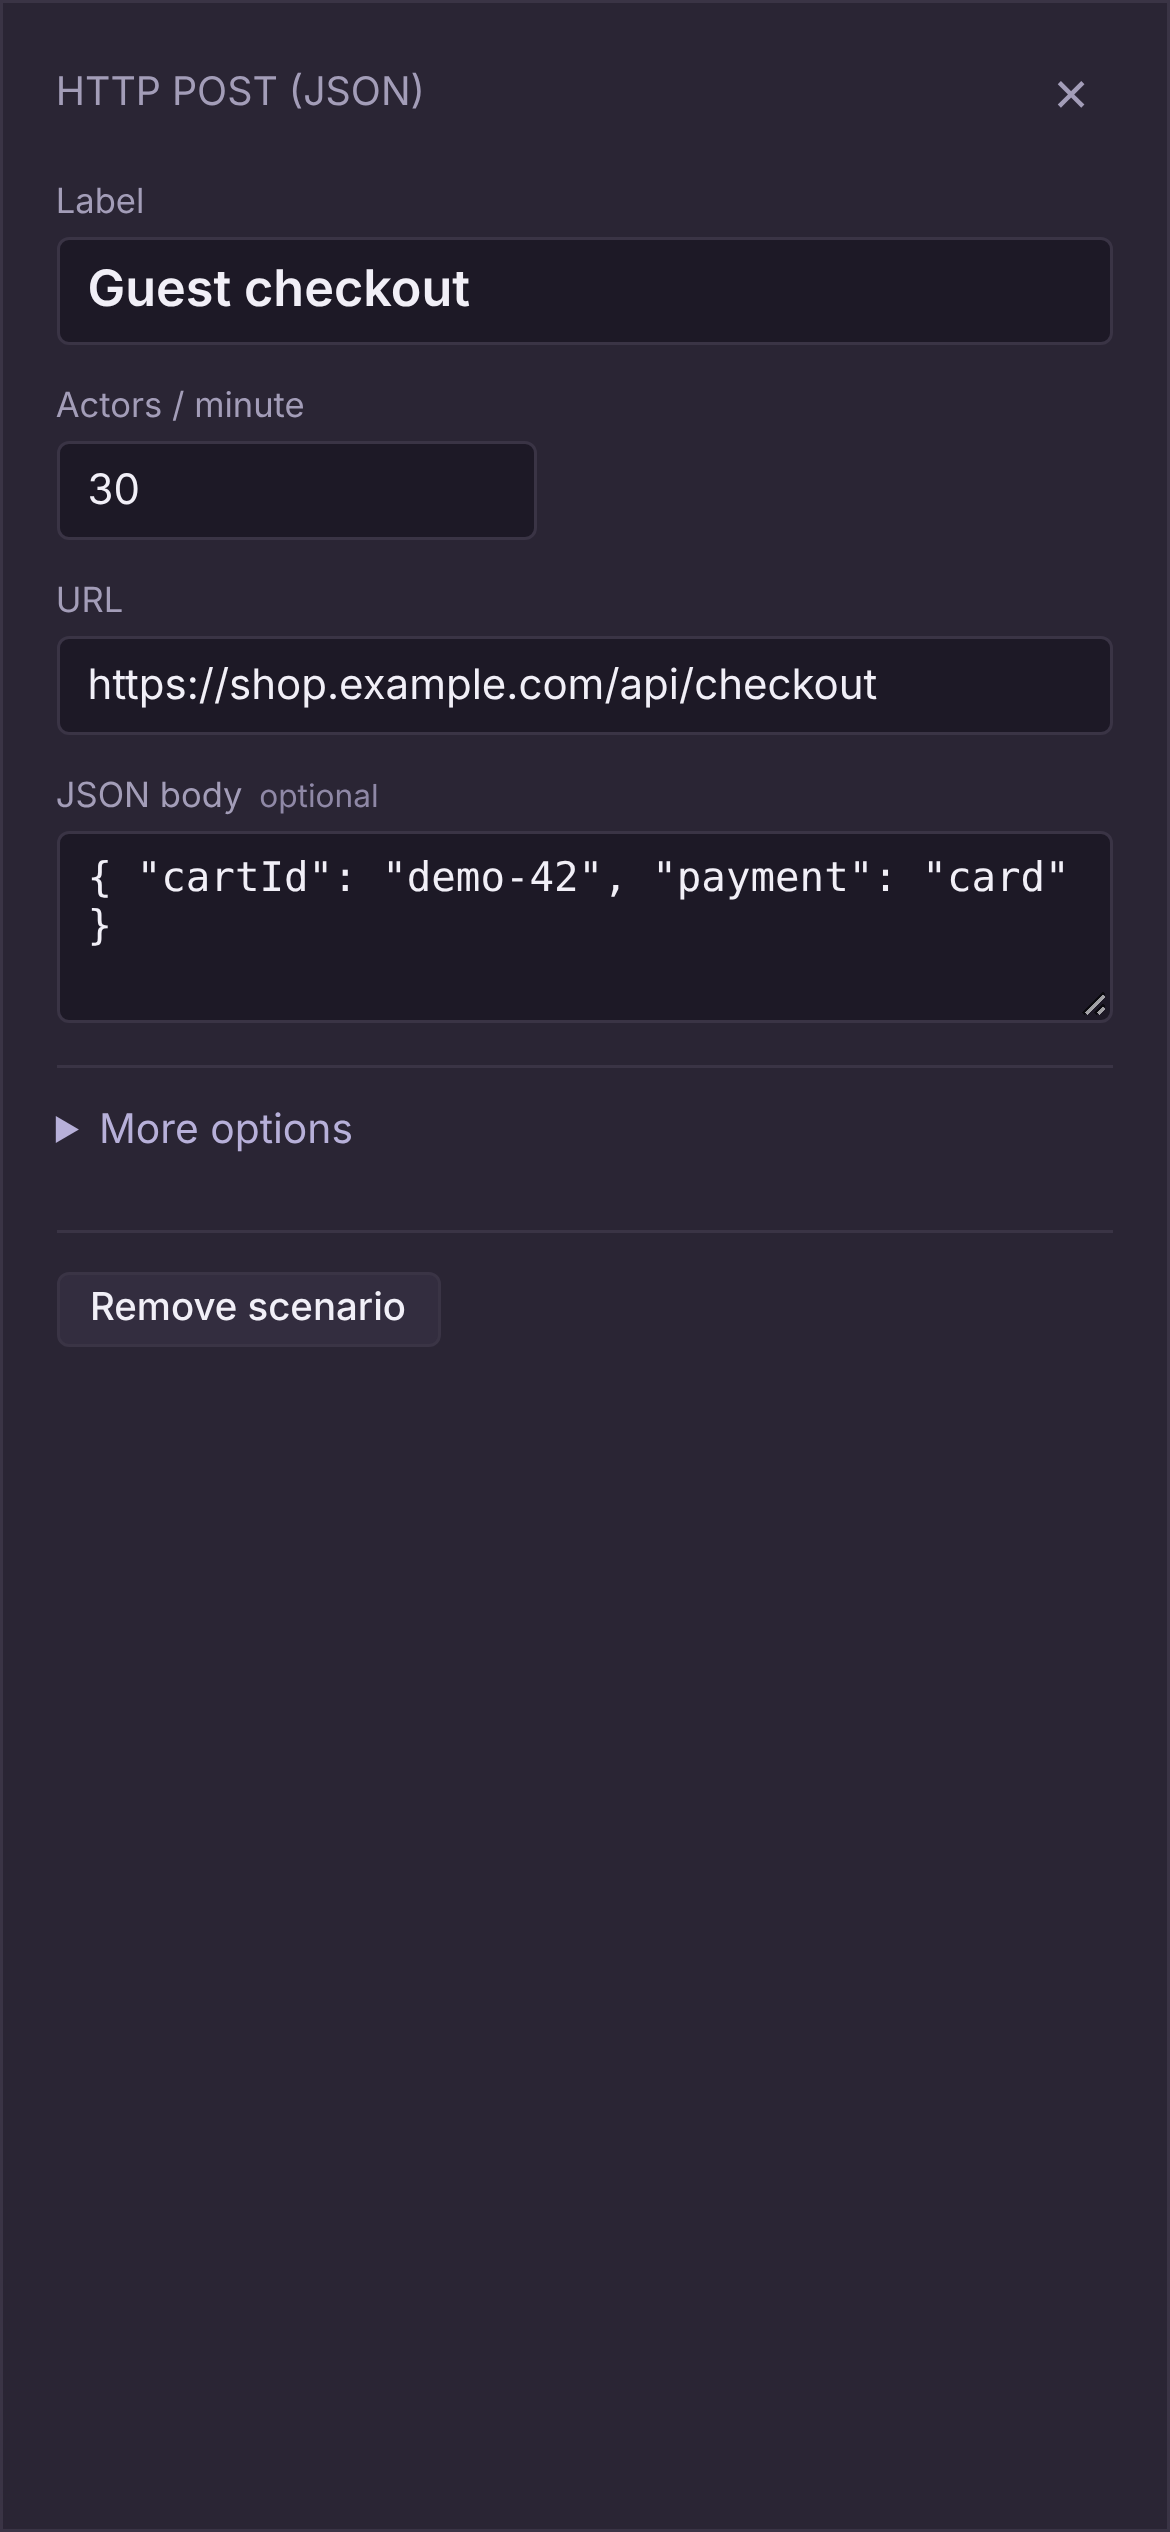 HTTP POST (JSON)
Label
Guest checkout
Actors / minute
30
URL
https://shop.example.com/api/checkout
JSON body optional
{ "cartId": "demo-42", "payment": "card"
}
More options
Remove scenario